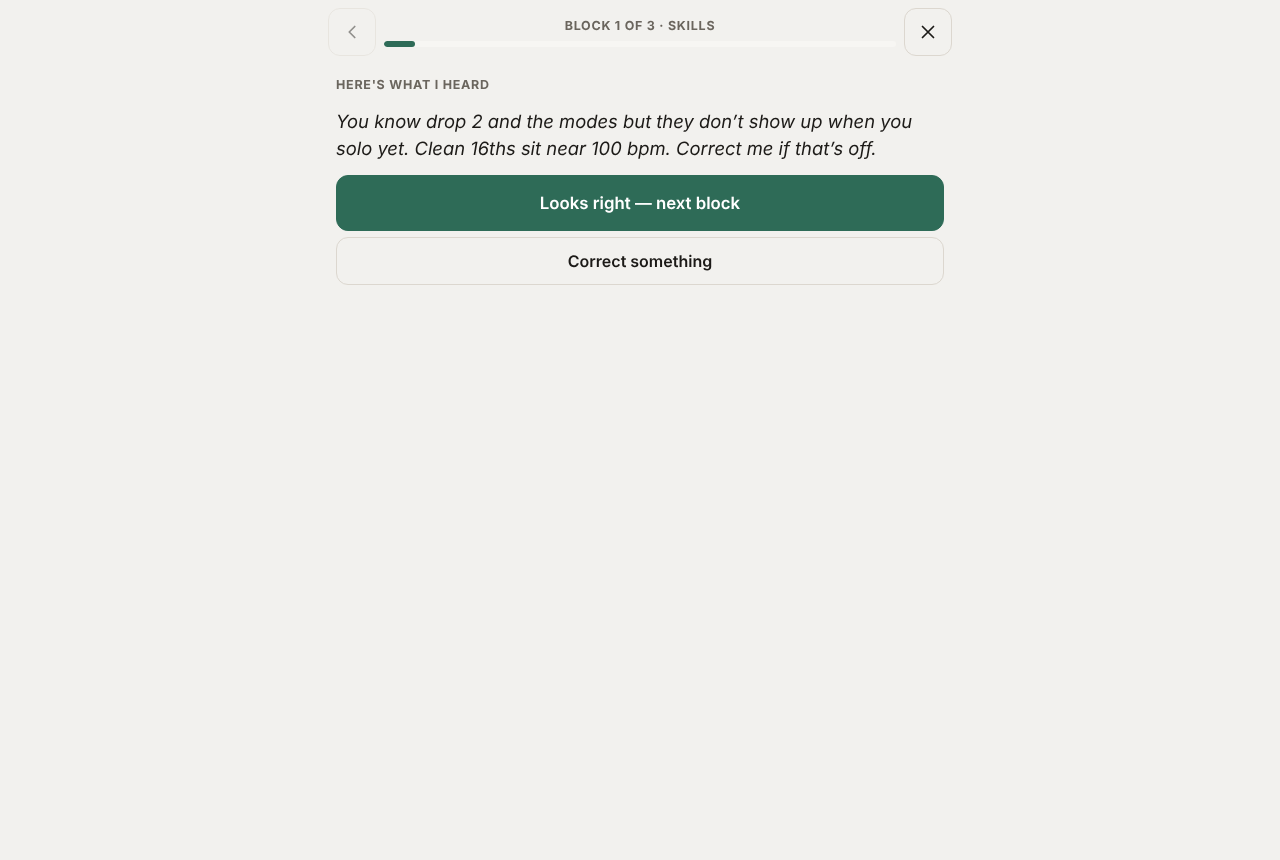 BLOCK 1 OF 3 · SKILLS
HERE'S WHAT I HEARD
You know drop 2 and the modes but they don’t show up when you
solo yet. Clean 16ths sit near 100 bpm. Correct me if that’s off.
Looks right — next block
Correct something